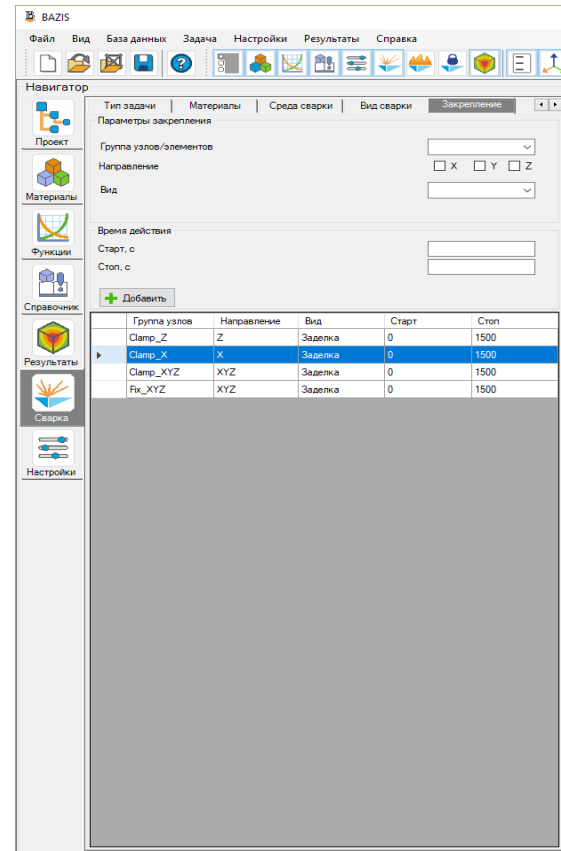 BAZIS
Файл Вид База данных Задача Настройки Результаты Справка
Навигатор
Проект
Материалы
Функции
Справочник
Результаты
Сварка
Настройки
Тип задачи Материалы Среда сварки Вид сварки Закрепление
Параметры закрепления
Группа узлов/элементов
Направление X Y Z
Вид
Время действия
Старт, с
Стоп, с
Добавить
Группа узлов Направление Вид Старт Стоп
Clamp_Z Z Заделка 0 1500
Clamp_X X Заделка 0 1500
Clamp_XYZ XYZ Заделка 0 1500
Fix_XYZ XYZ Заделка 0 1500